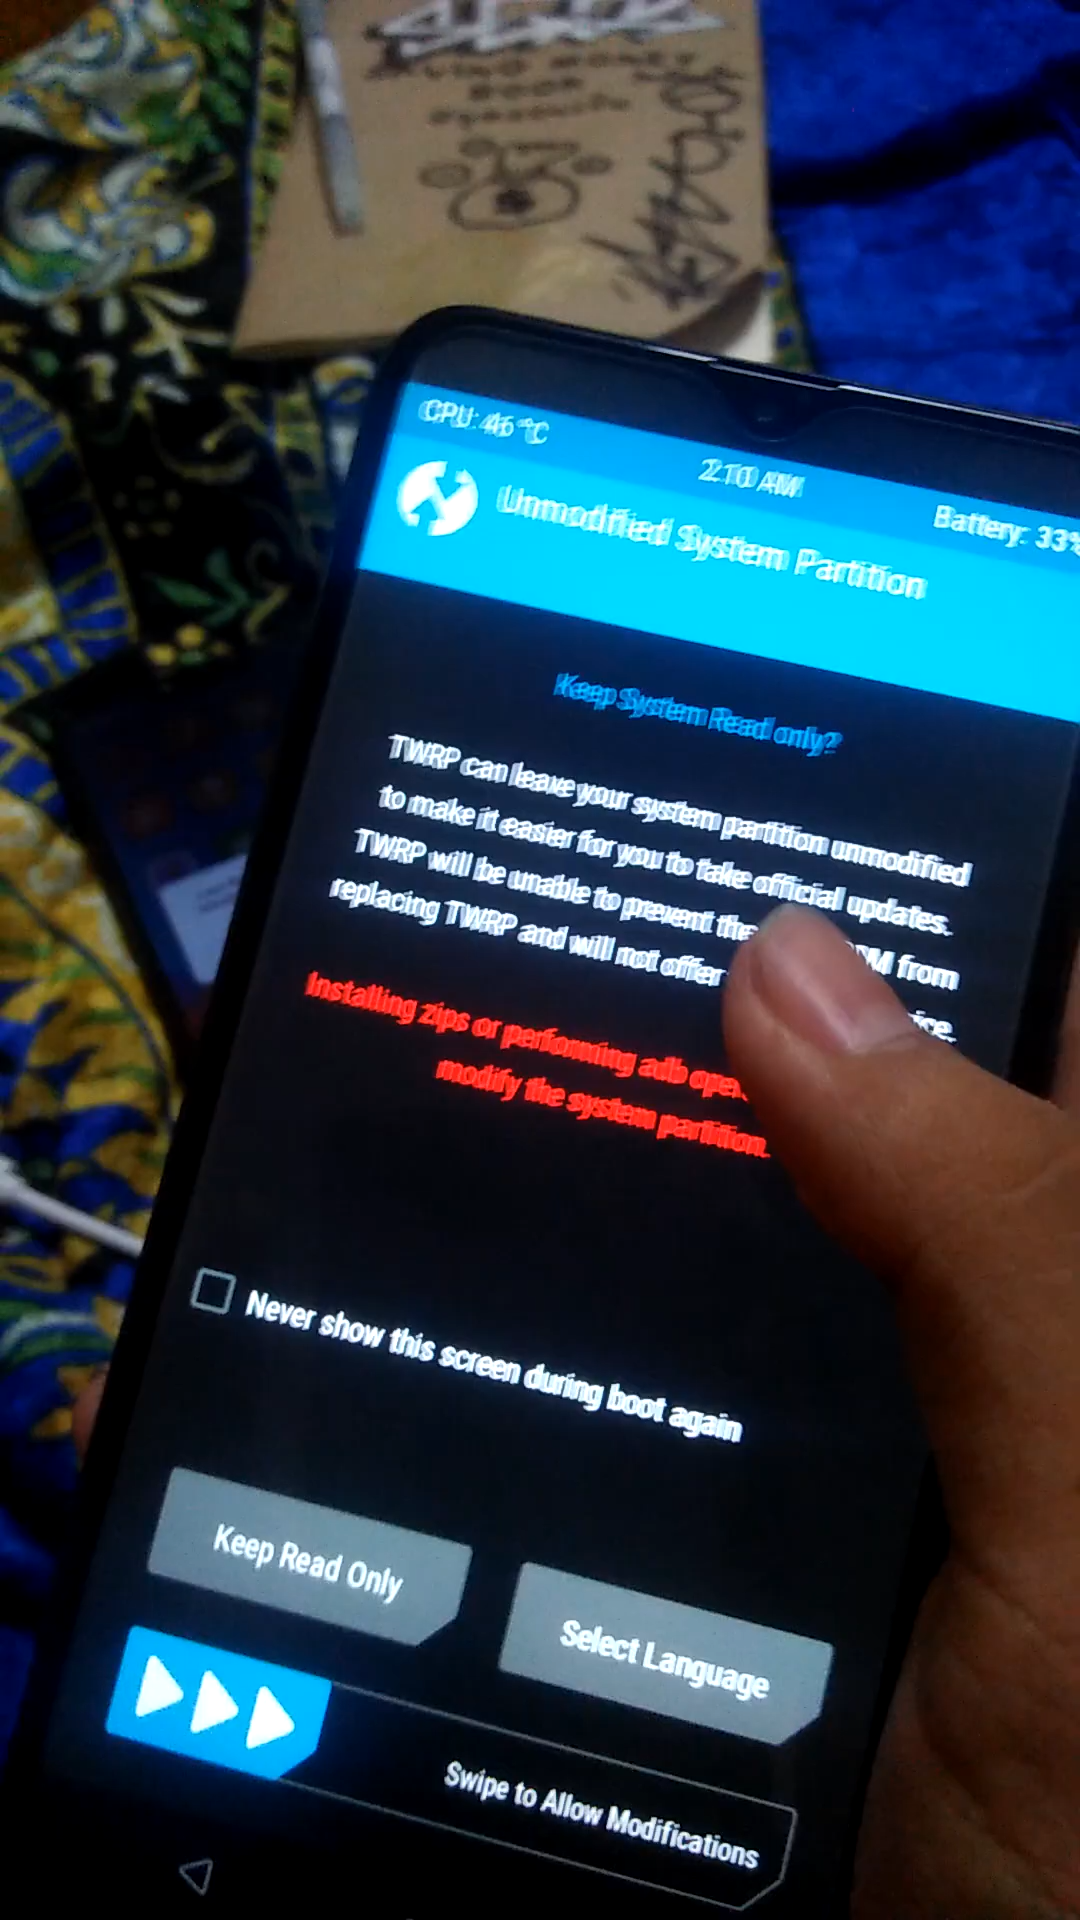 MONEY
BOOK
CPU: 46 °C
2:10 AM
Battery: 33%
Unmodified System Partition
Keep System Read only?
TWRP can leave your system partition unmodified
to make it easier for you to take official updates.
TWRP will be unable to prevent the from
replacing TWRP and will not offer
Installing zips or performing adb
modify the system partition.
Never show this screen during boot again
Keep Read Only
Select Language
Swipe to Allow Modifications